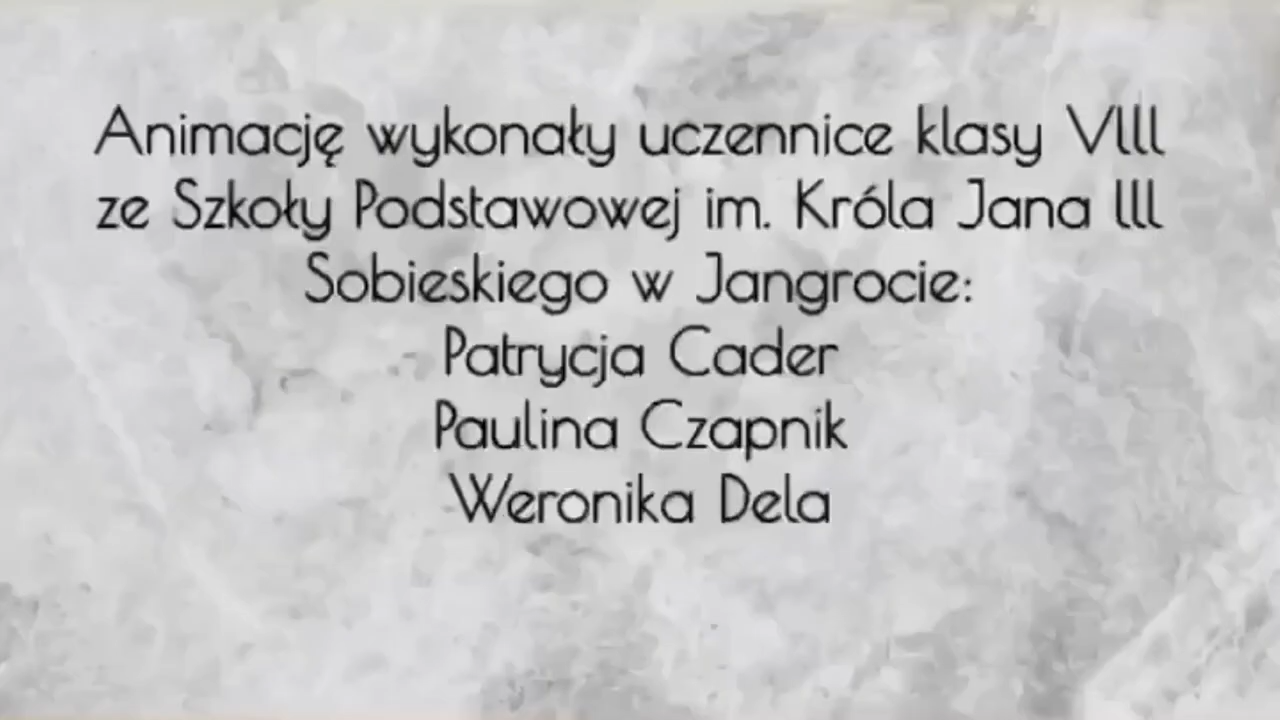 Animację wykonały uczennice klasy VIII
ze Szkoły Podstawowej im. Króla Jana III
Sobieskiego w Jangrocie:
Patrycja Cader
Paulina Czapnik
Weronika Dela